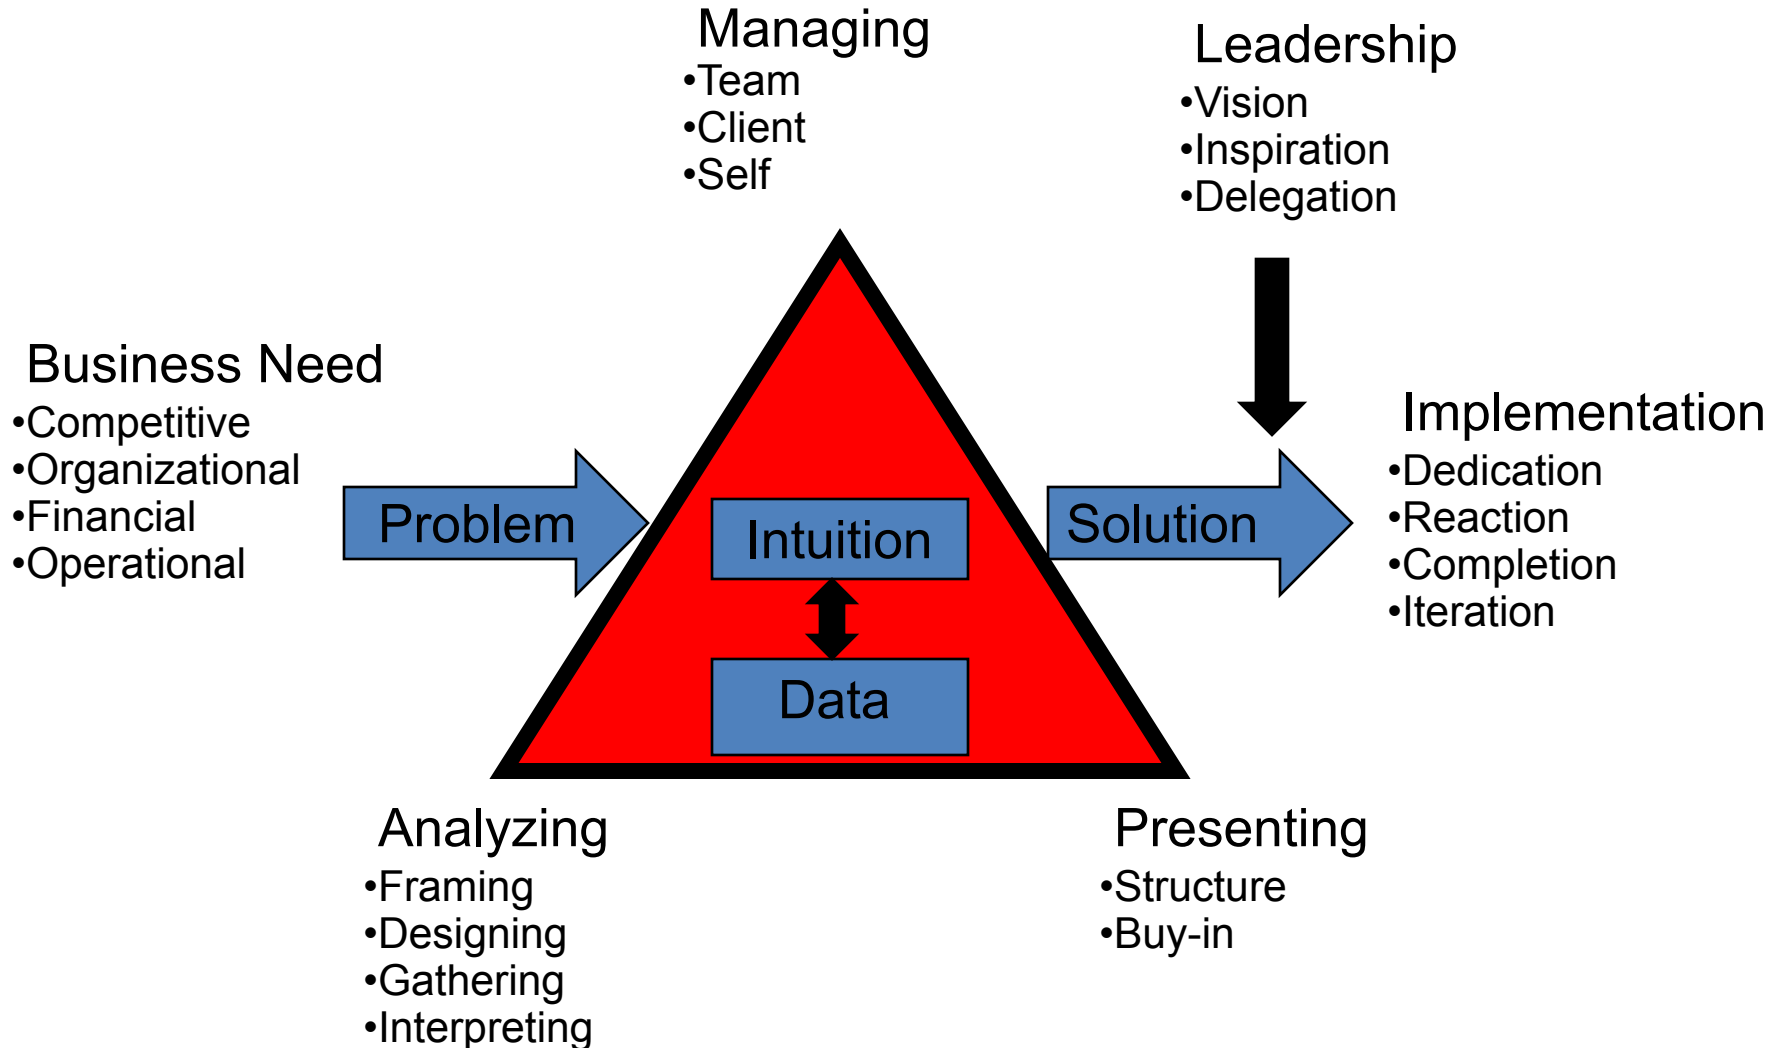 Managing
•Team
•Client
•Self
Leadership
•Vision
•Inspiration
•Delegation
Business Need
•Competitive
•Organizational
•Financial
•Operational
Problem
Intuition
Data
Solution
Implementation
•Dedication
•Reaction
•Completion
•Iteration
Analyzing
•Framing
•Designing
•Gathering
•Interpreting
Presenting
•Structure
•Buy-in